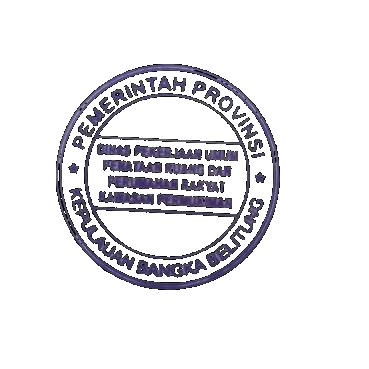 PEMERINTAH PROVINSI
DINAS PEKERJAAN UMUM
PENATAAN RUANG DAN
PERUMAHAN RAKYAT
KAWASAN PERMUKIMAN
KEPULAUAN BANGKA BELITUNG